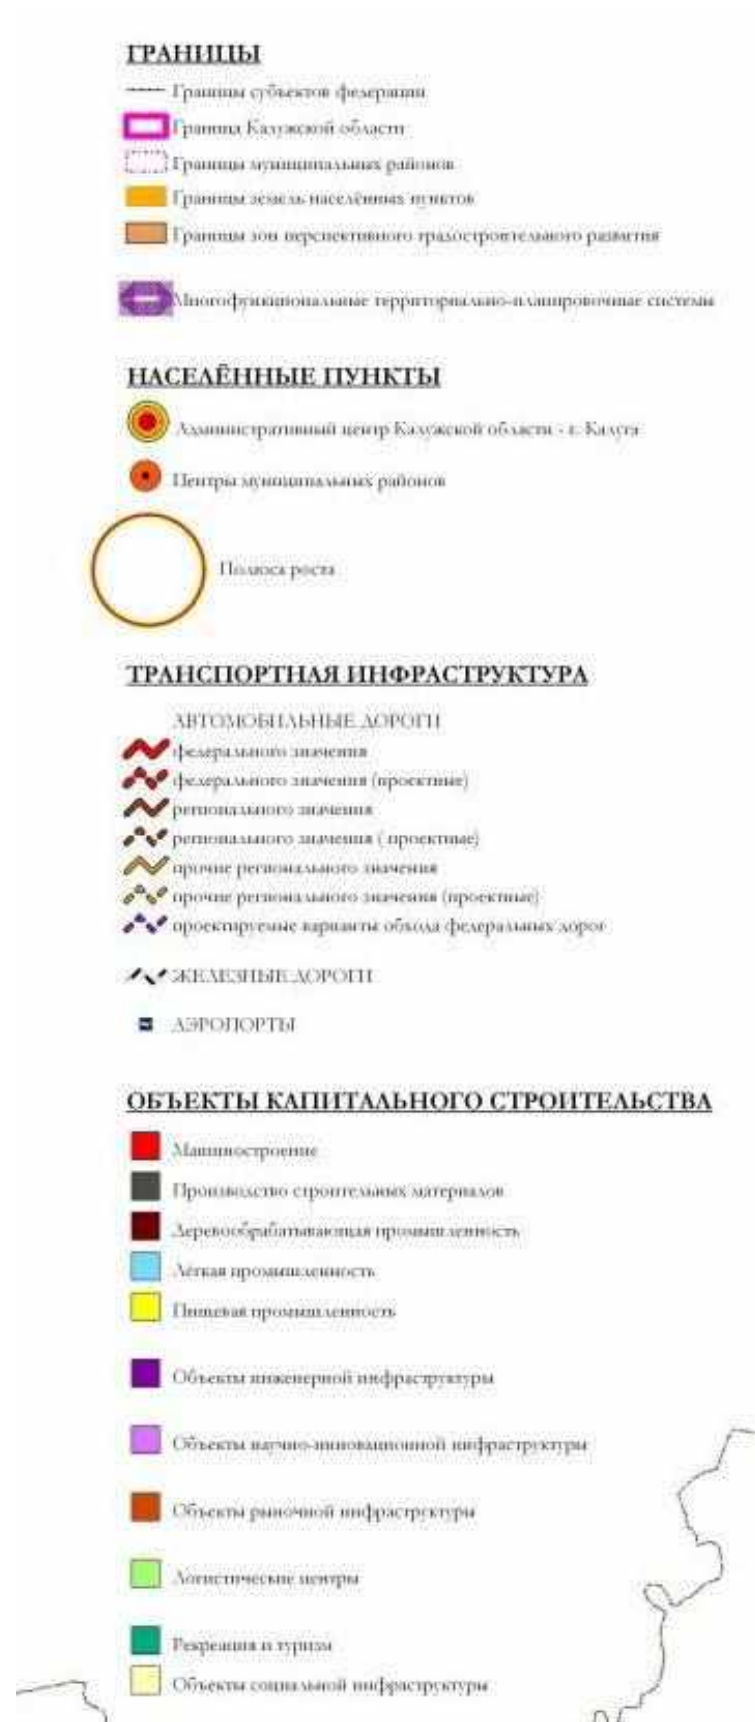 ГРАНИЦЫ
Границы субъектов федерации
Граница Калужской области
Границы муниципальных районов
Границы земель населённых пунктов
Границы зон перспективного градостроительного развития
Многофункциональные территориально-планировочные системы
НАСЕЛЁННЫЕ ПУНКТЫ
Административный центр Калужской области - г. Калуга
Центры муниципальных районов
Полюса роста
ТРАНСПОРТНАЯ ИНФРАСТРУКТУРА
АВТОМОБИЛЬНЫЕ ДОРОГИ
федерального значения
федерального значения (проектные)
регионального значения
регионального значения ( проектные)
прочие регионального значения
прочие регионального значения (проектные)
проектируемые варианты обхода федеральных дорог
ЖЕЛЕЗНЫЕ ДОРОГИ
АЭРОПОРТЫ
ОБЪЕКТЫ КАПИТАЛЬНОГО СТРОИТЕЛЬСТВА
Машиностроение
Производство строительных материалов
Деревообрабатывающая промышленность
Лёгкая промышленность
Пищевая промышленность
Объекты инженерной инфраструктуры
Объекты научно-инновационной инфраструктуры
Объекты рыночной инфраструктуры
Логистические центры
Рекреация и туризм
Объекты социальной инфраструктуры